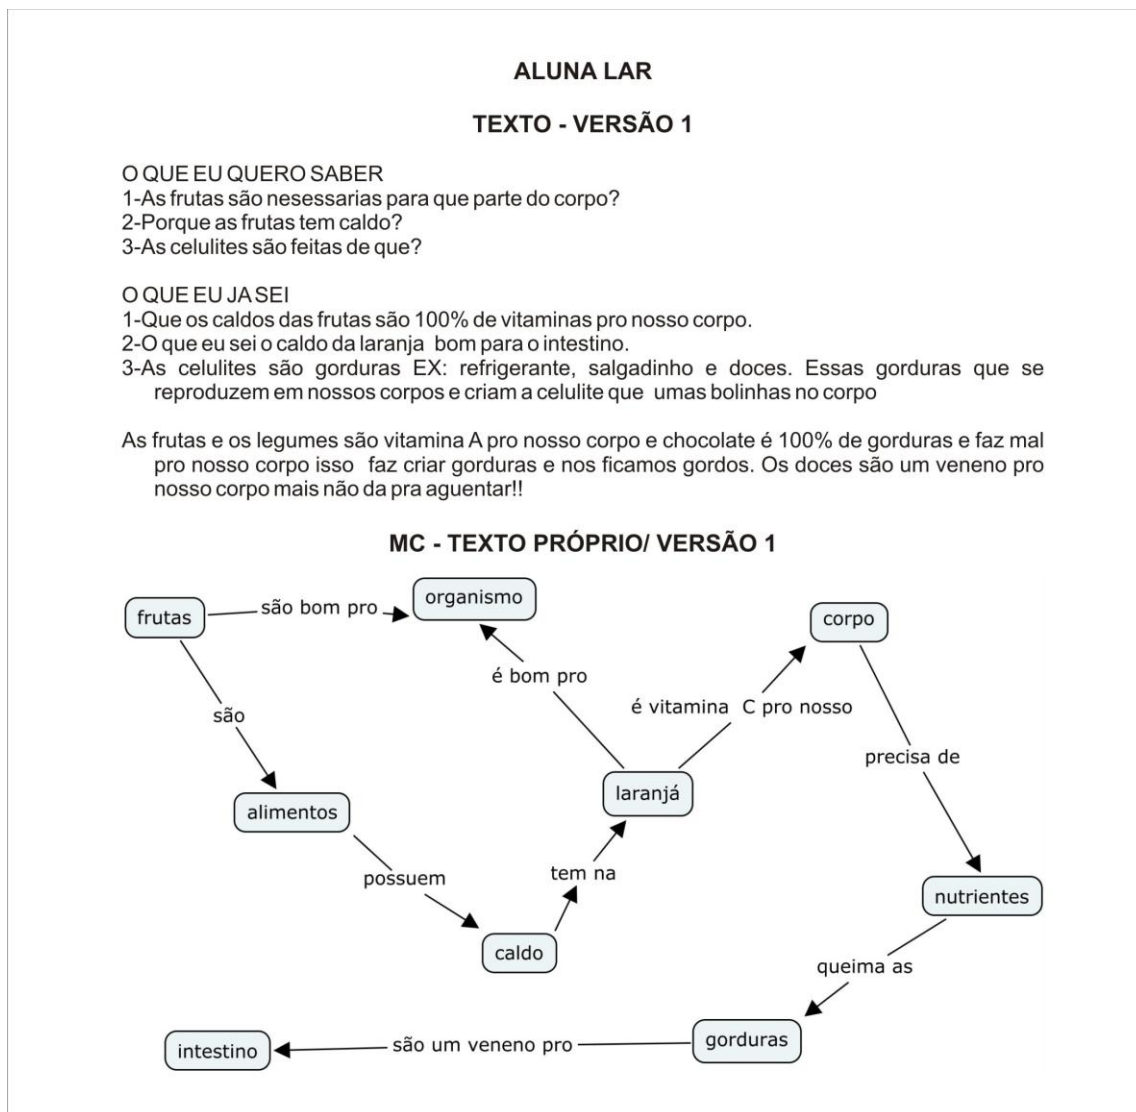 ALUNA LAR
TEXTO - VERSÃO 1
O QUE EU QUERO SABER
1-As frutas são nesessarias para que parte do corpo?
2-Porque as frutas tem caldo?
3-As celulites são feitas de que?
O QUE EU JA SEI
1-Que os caldos das frutas são 100% de vitaminas pro nosso corpo.
2-O que eu sei o caldo da laranja bom para o intestino.
3-As celulites são gorduras EX: refrigerante, salgadinho e doces. Essas gorduras que se
reproduzem em nossos corpos e criam a celulite que umas bolinhas no corpo
As frutas e os legumes são vitamina A pro nosso corpo e chocolate é 100% de gorduras e faz mal
pro nosso corpo isso faz criar gorduras e nos ficamos gordos. Os doces são um veneno pro
nosso corpo mais não da pra aguentar!!
MC - TEXTO PRÓPRIO/ VERSÃO 1
frutas
são bom pro
organismo
corpo
é bom pro
é vitamina C pro nosso
são
precisa de
alimentos
laranjá
possuem
tem na
nutrientes
caldo
queima as
intestino
são um veneno pro
gorduras